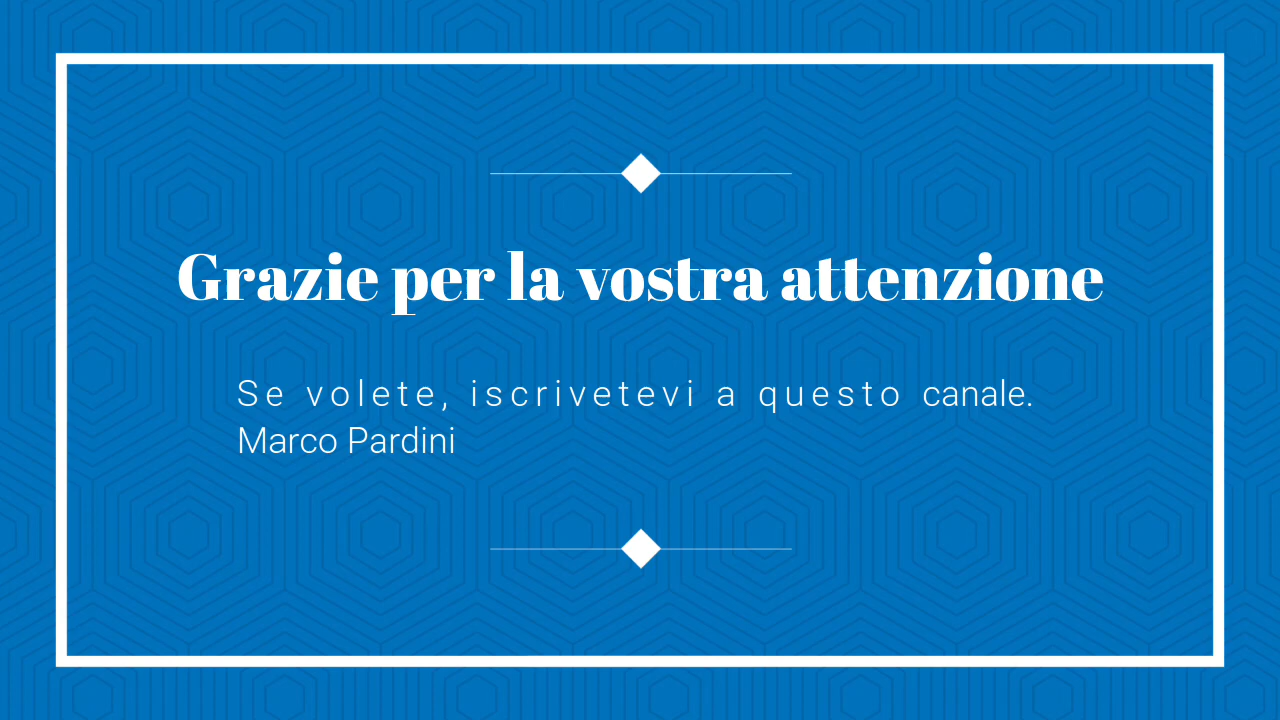 Grazie per la vostra attenzione
Se volete, iscrivetevi a questo canale.
Marco Pardini